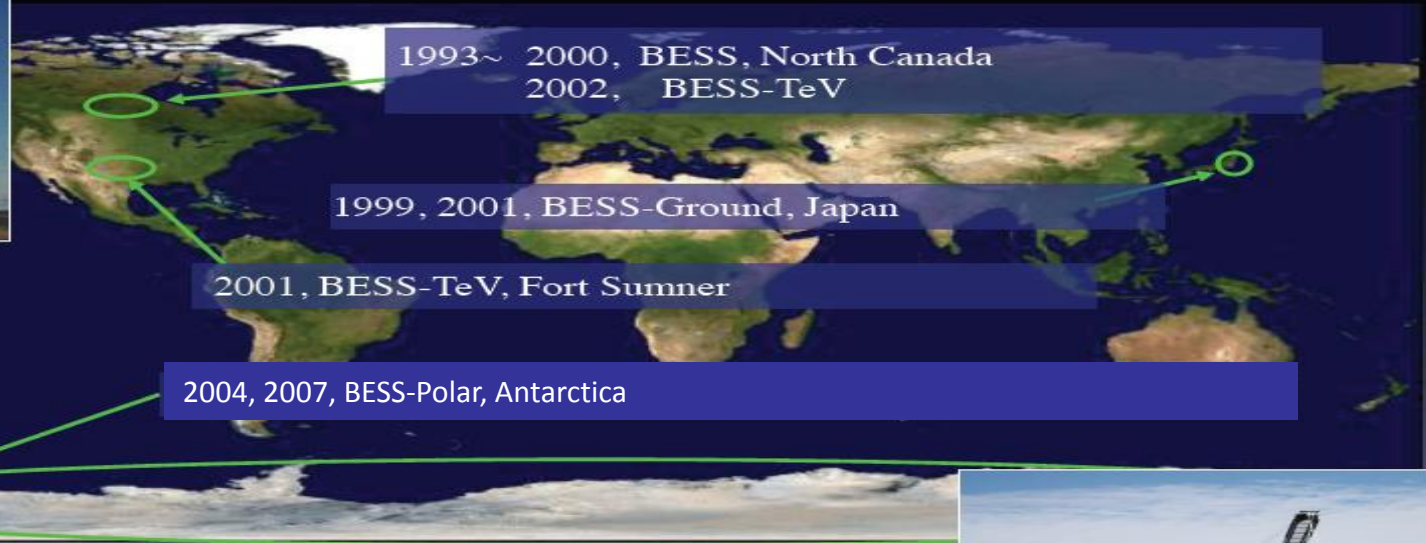 1993~ 2000, BESS, North Canada
2002, BESS-TeV
1999, 2001, BESS-Ground, Japan
2001, BESS-TeV, Fort Sumner
2004, 2007, BESS-Polar, Antarctica